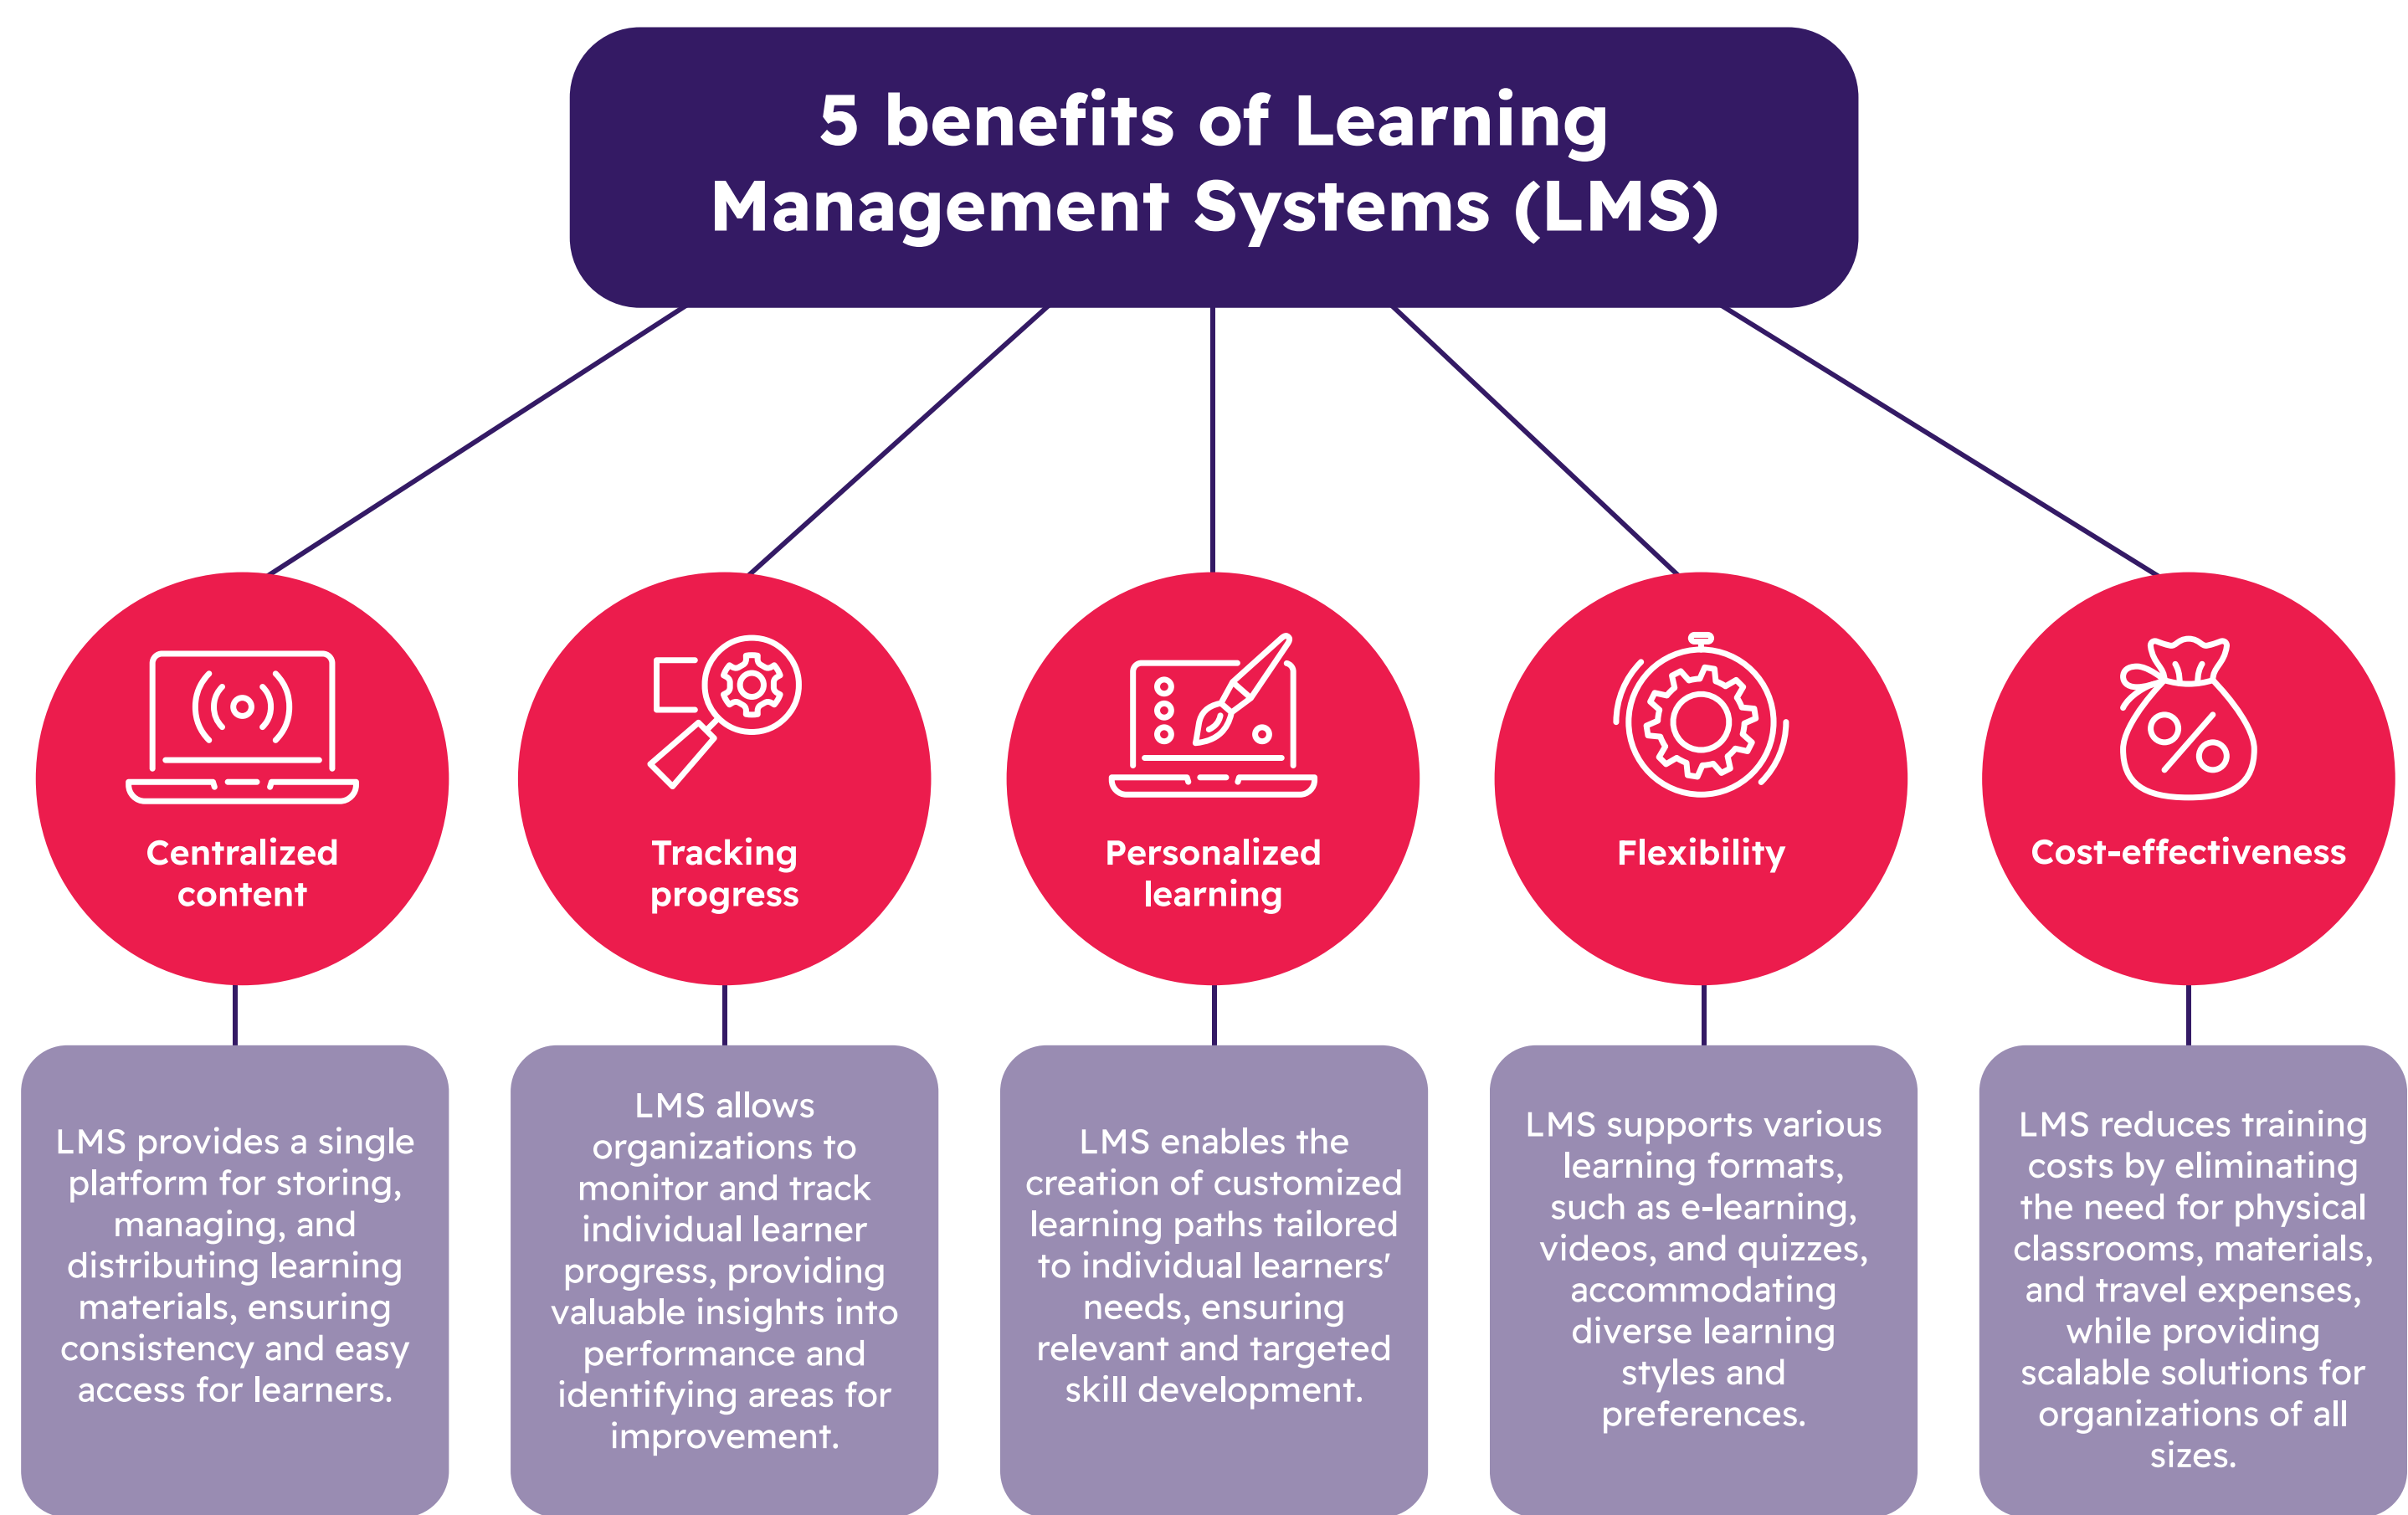 5 benefits of Learning
Management Systems (LMS)
Centralized
content
LMS provides a single
platform for storing,
managing, and
distributing learning
materials, ensuring
consistency and easy
access for learners.
Tracking
progress
LMS allows
organizations to
monitor and track
individual learner
progress, providing
valuable insights into
performance and
identifying areas for
improvement.
Personalized
learning
LMS enables the
creation of customized
learning paths tailored
to individual learners'
needs, ensuring
relevant and targeted
skill development.
Flexibility
LMS supports various
learning formats,
such as e-learning,
videos, and quizzes,
accommodating
diverse learning
styles and
preferences.
Cost-effectiveness
LMS reduces training
costs by eliminating
the need for physical
classrooms, materials,
and travel expenses,
while providing
scalable solutions for
organizations of all
sizes.